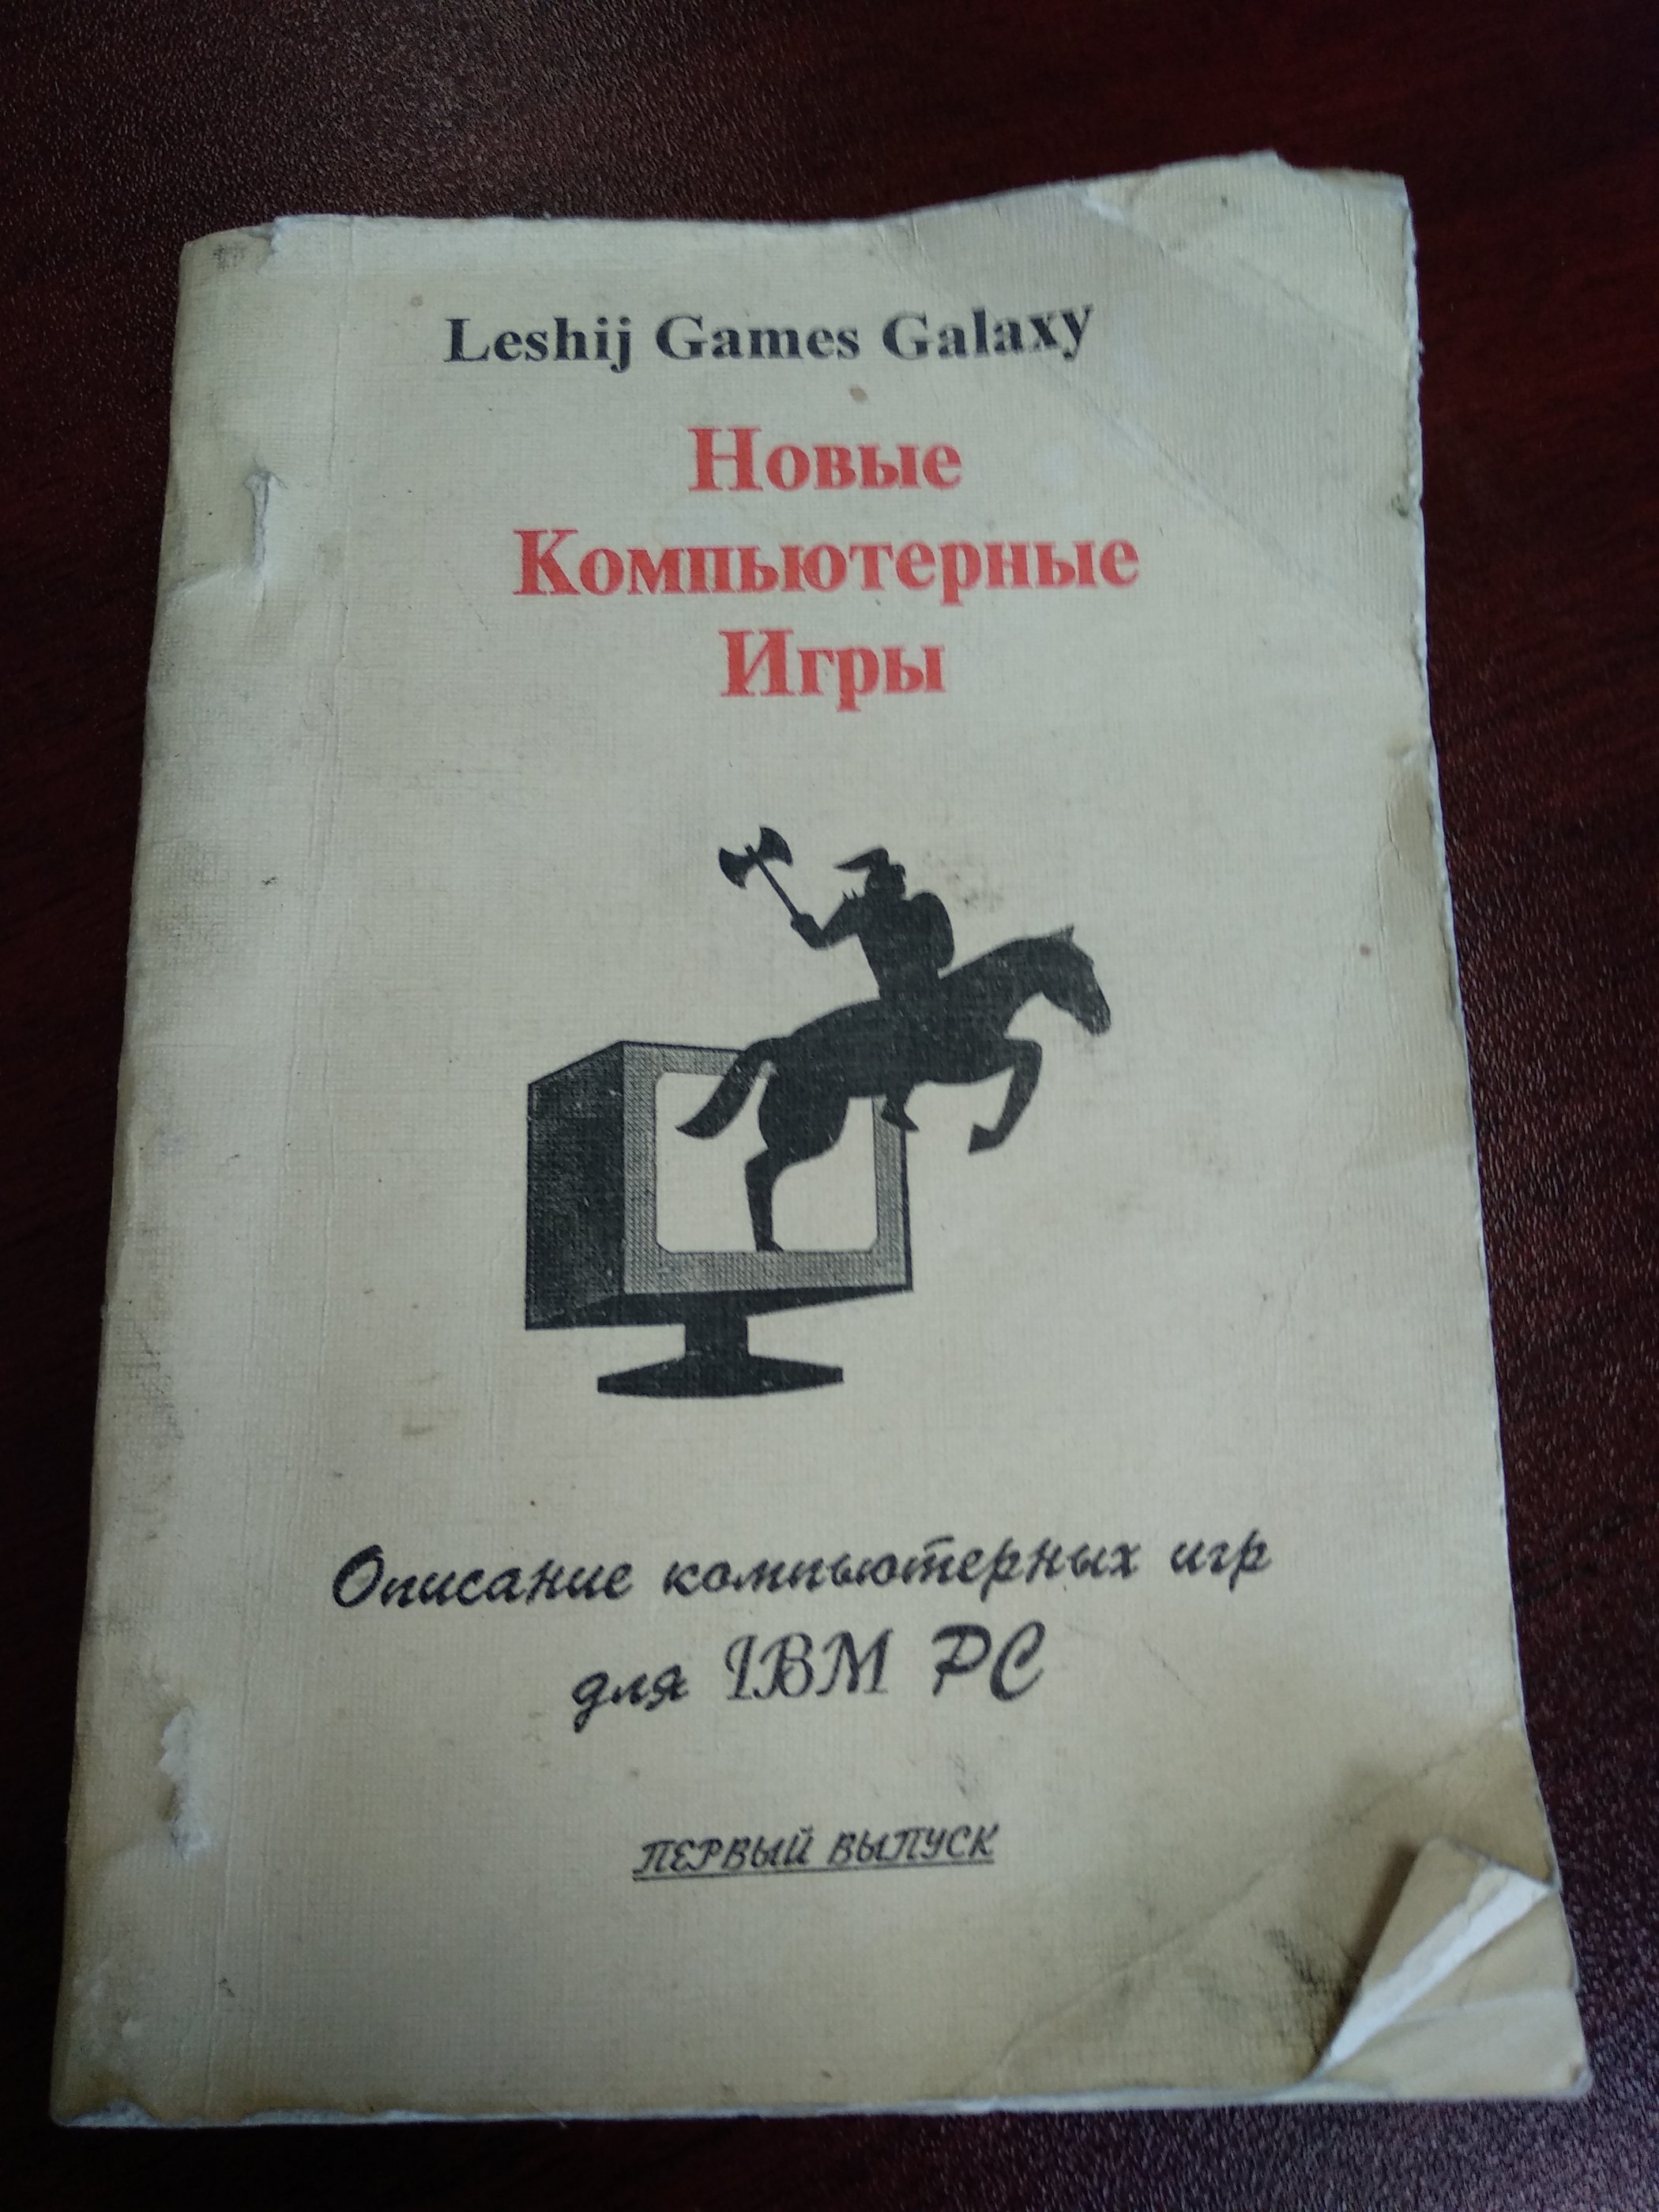 Leshij Games Galaxy
Новые
Компьютерные
Игры
Описание компьютерных игр
для IBM PC
ПЕРВЫЙ ВЫПУСК